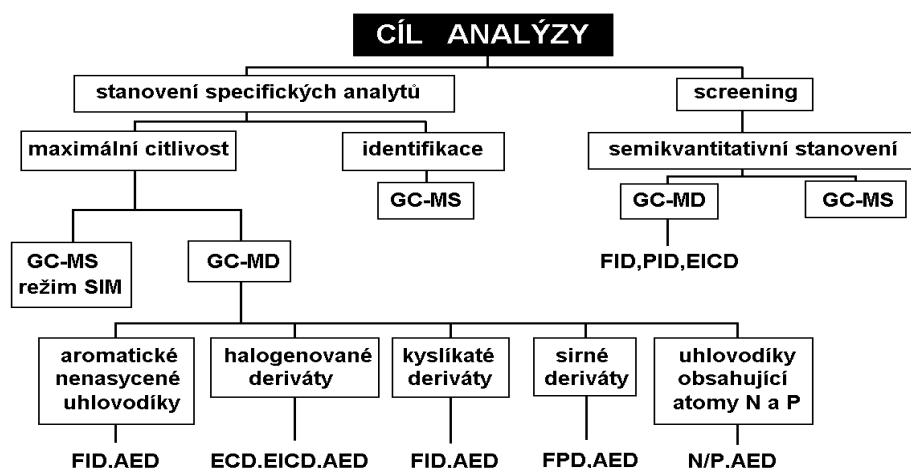 CÍL ANALÝZY
stanovení specifických analytů
screening
maximální citlivost
identifikace
semikvantitativní stanovení
GC-MS
GC-MD
GC-MS
GC-MS
režim SIM
GC-MD
FID,PID,EICD
aromatické
nenasycené
uhlovodíky
halogenované
deriváty
kyslíkaté
deriváty
sirné
deriváty
uhlovodíky
obsahující
atomy N a P
FID,AED
ECD,EICD,AED
FID,AED
FPD,AED
N/P,AED